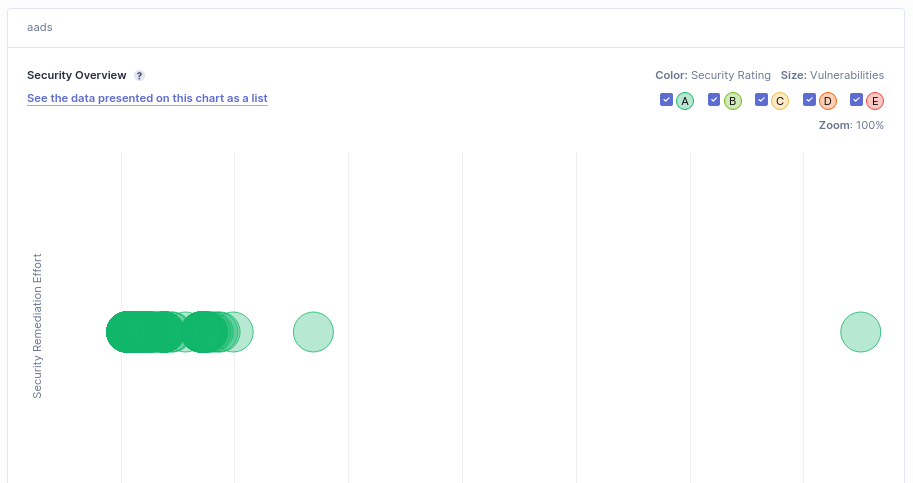 aads
Security Overview ?
Color: Security Rating Size: Vulnerabilities
See the data presented on this chart as a list
A B C D E
Zoom: 100%
Security Remediation Effort